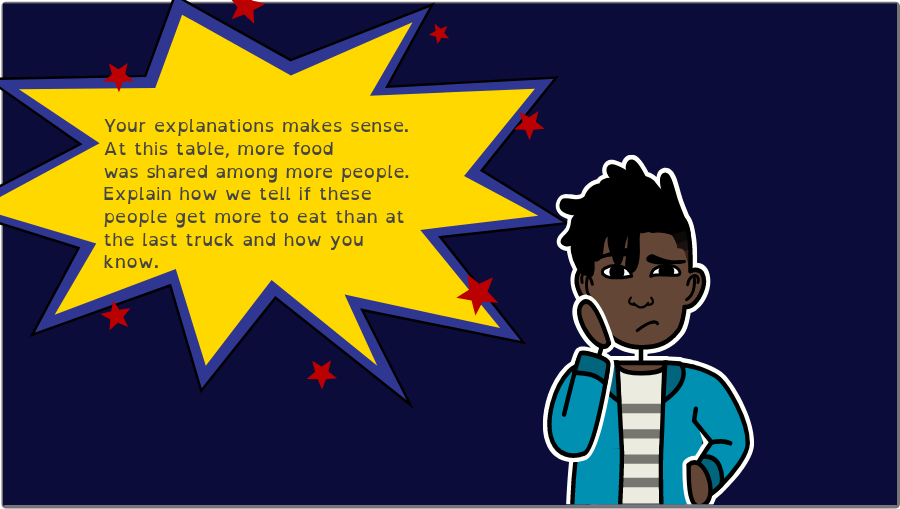 Your explanations makes sense.
At this table, more food
was shared among more people.
Explain how we tell if these
people get more to eat than at
the last truck and how you
know.